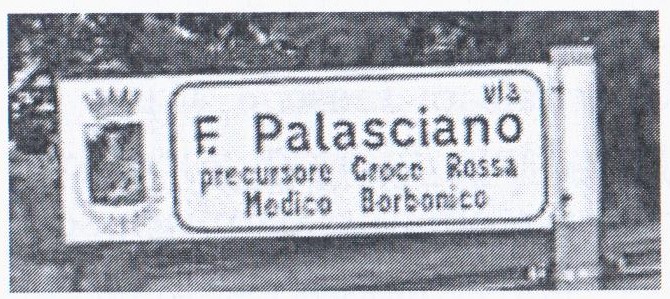 via
F. Palasciano
precursore Croce Rossa
Medico Borbonico